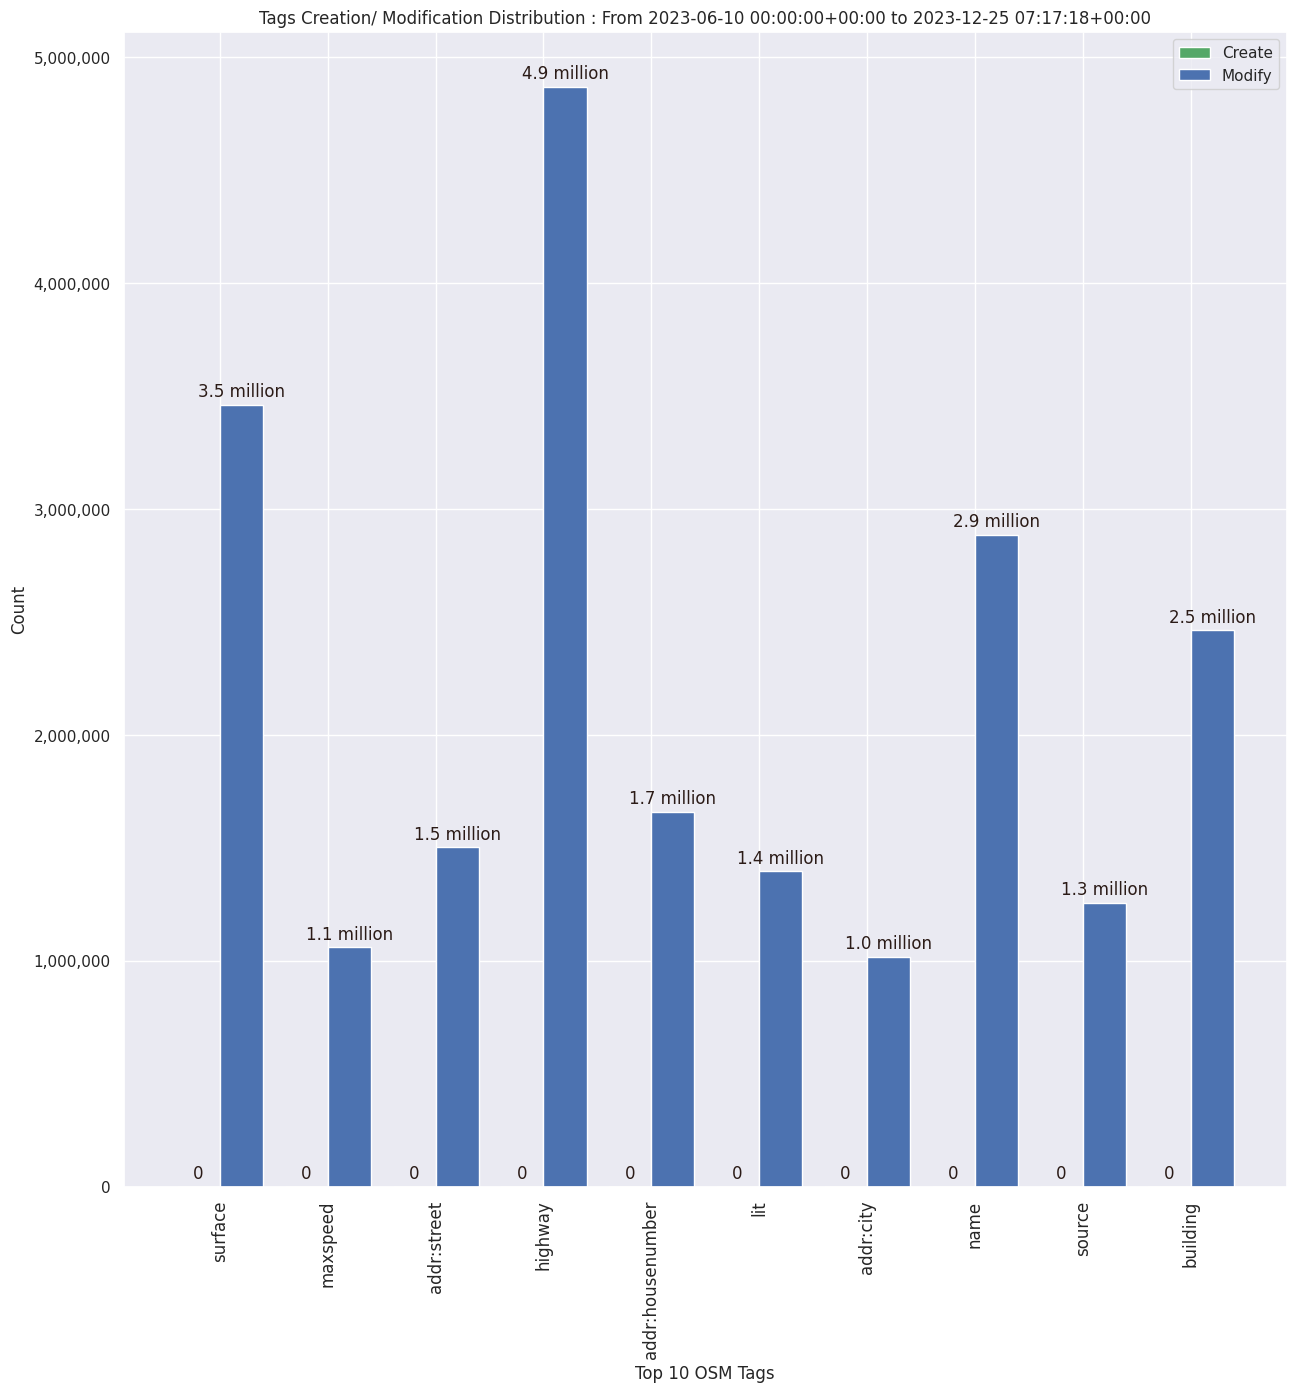 Tags Creation/ Modification Distribution : From 2023-06-10 00:00:00+00:00 to 2023-12-25 07:17:18+00:00
Create
Modify
5,000,000
4,000,000
3,000,000
2,000,000
1,000,000
0
Count
3.5 million
1.1 million
1.5 million
4.9 million
1.7 million
1.4 million
1.0 million
2.9 million
1.3 million
2.5 million
0
0
0
0
0
0
0
0
0
0
surface
maxspeed
addr:street
highway
addr:housenumber
lit
addr:city
name
source
building
Top 10 OSM Tags